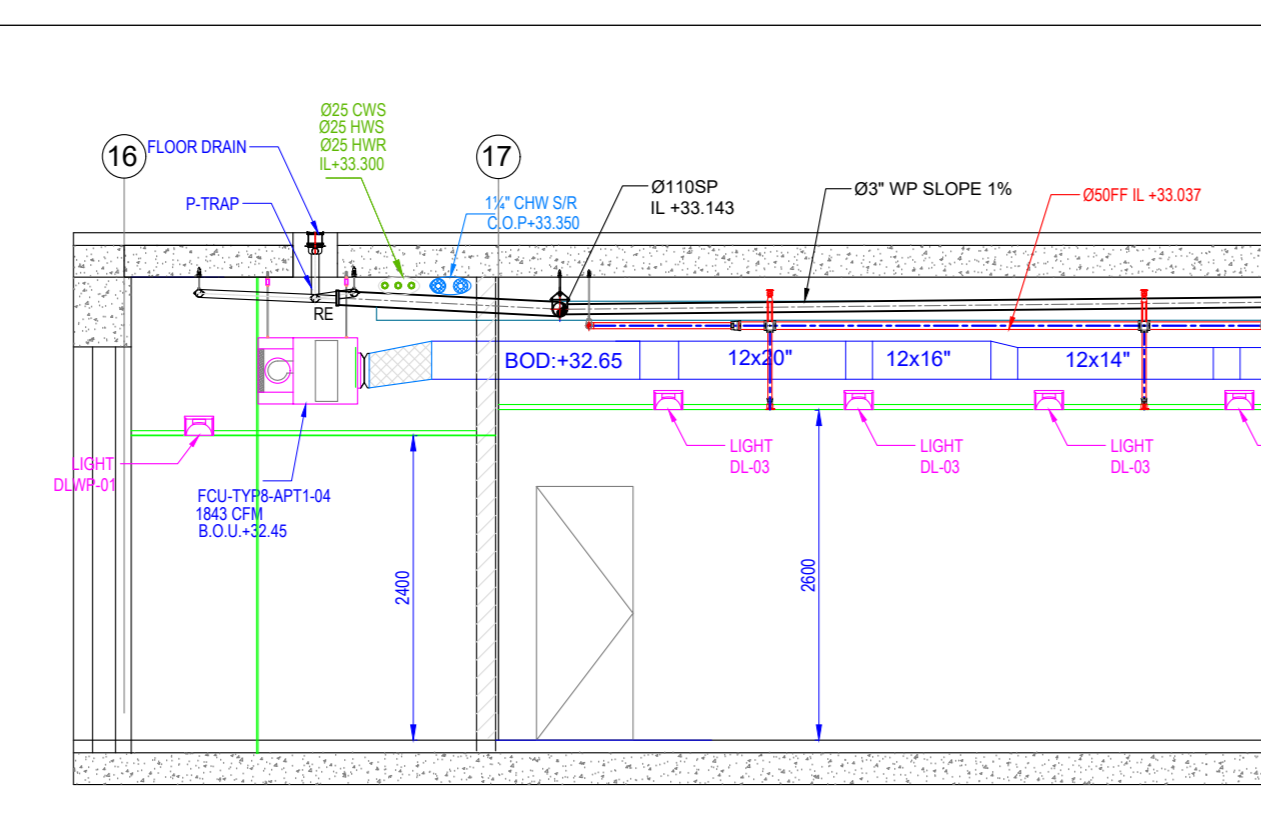 Ø25 CWS
Ø25 HWS
Ø25 HWR
IL+33.300
16
FLOOR DRAIN
17
P-TRAP
1¼" CHW S/R
C.O.P+33.350
Ø110SP
IL +33.143
Ø3" WP SLOPE 1%
Ø50FF IL +33.037
RE
BOD:+32.65
12x20"
12x16"
12x14"
LIGHT
DL-03
LIGHT
DL-03
LIGHT
DL-03
LIGHT
DLWP-01
FCU-TYP8-APT1-04
1843 CFM
B.O.U.+32.45
2400
2600